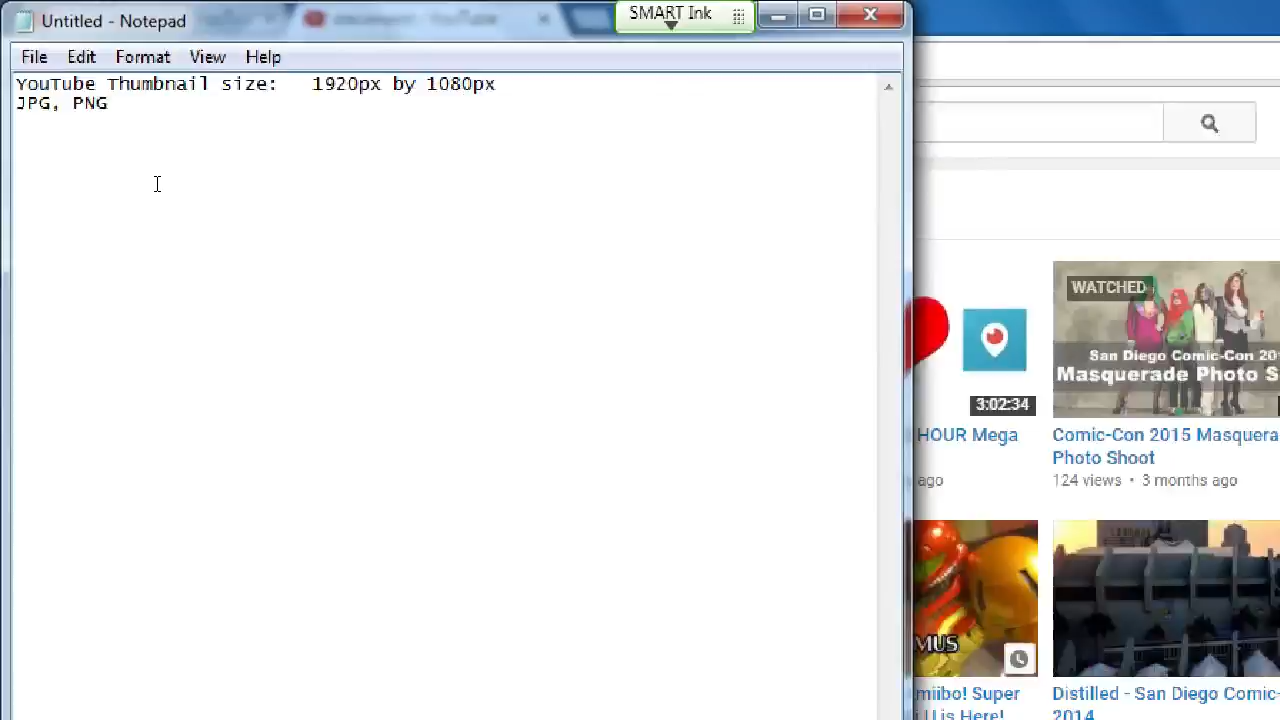 Untitled - Notepad
SMART Ink
File Edit Format View Help
YouTube Thumbnail size: 1920px by 1080px
JPG, PNG
WATCHED
San Diego Comic-Con 20
Masquerade Photo S
3:02:34
HOUR Mega
ago
Comic-Con 2015 Masquera
Photo Shoot
124 views • 3 months ago
MUS
miibo! Super
U is Here!
Distilled - San Diego Comic-
2014